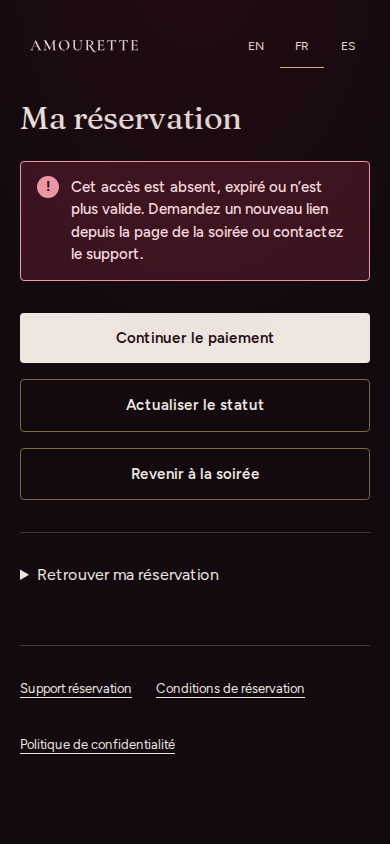 AMOURETTE
EN FR ES
Ma réservation
! Cet accès est absent, expiré ou n’est
plus valide. Demandez un nouveau lien
depuis la page de la soirée ou contactez
le support.
Continuer le paiement
Actualiser le statut
Revenir à la soirée
Retrouver ma réservation
Support réservation Conditions de réservation
Politique de confidentialité